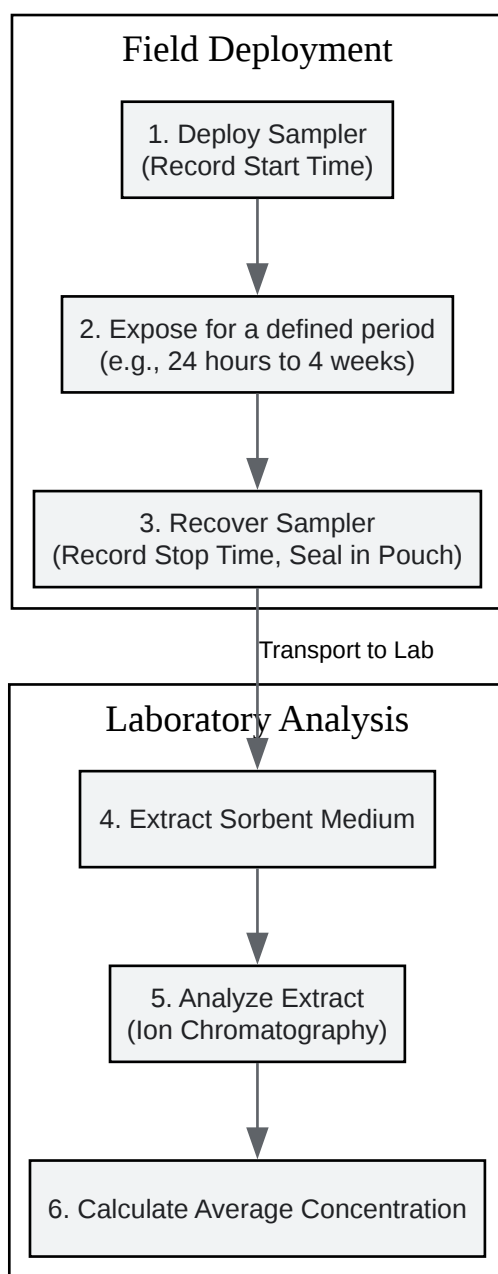 Field Deployment
1. Deploy Sampler
(Record Start Time)
2. Expose for a defined period
(e.g., 24 hours to 4 weeks)
3. Recover Sampler
(Record Stop Time, Seal in Pouch)
Transport to Lab
Laboratory Analysis
4. Extract Sorbent Medium
5. Analyze Extract
(Ion Chromatography)
6. Calculate Average Concentration